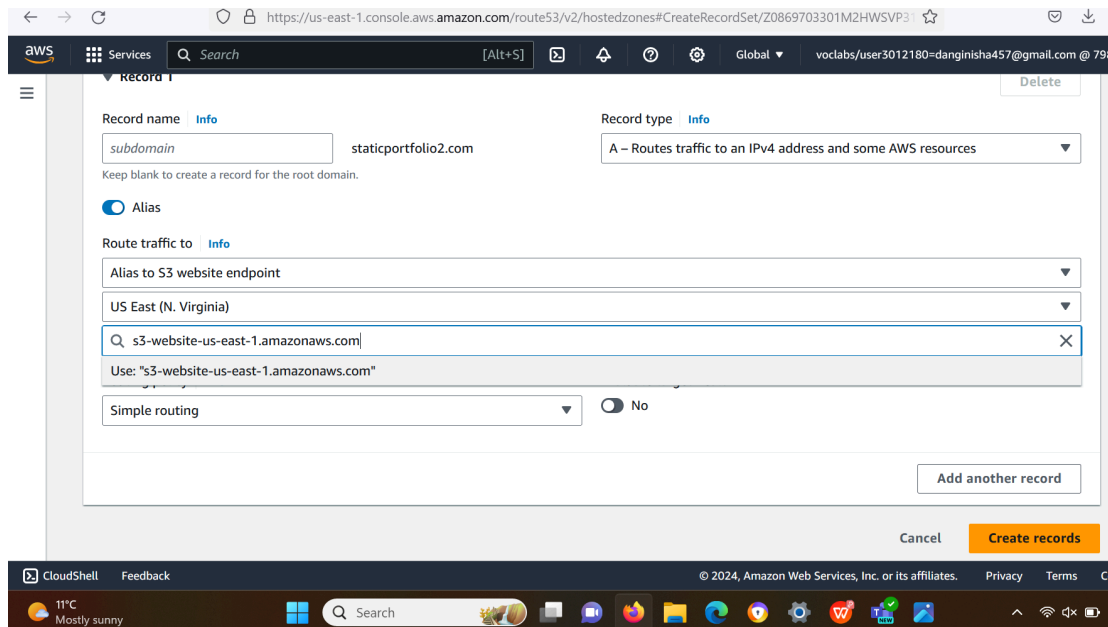 https://us-east-1.console.aws.amazon.com/route53/v2/hostedzones#CreateRecordSet/Z0869703301M2HWSVP31
aws Services Search [Alt+S] Global voclabs/user3012180=danginisha457@gmail.com @ 798
Record 1
Delete
Record name Info
Record type Info
subdomain
staticportfolio2.com
A – Routes traffic to an IPv4 address and some AWS resources
Keep blank to create a record for the root domain.
Alias
Route traffic to Info
Alias to S3 website endpoint
US East (N. Virginia)
s3-website-us-east-1.amazonaws.com
Use: "s3-website-us-east-1.amazonaws.com"
Simple routing
No
Add another record
Cancel
Create records
CloudShell Feedback © 2024, Amazon Web Services, Inc. or its affiliates. Privacy Terms C
11°C
Mostly sunny
Search
NEW